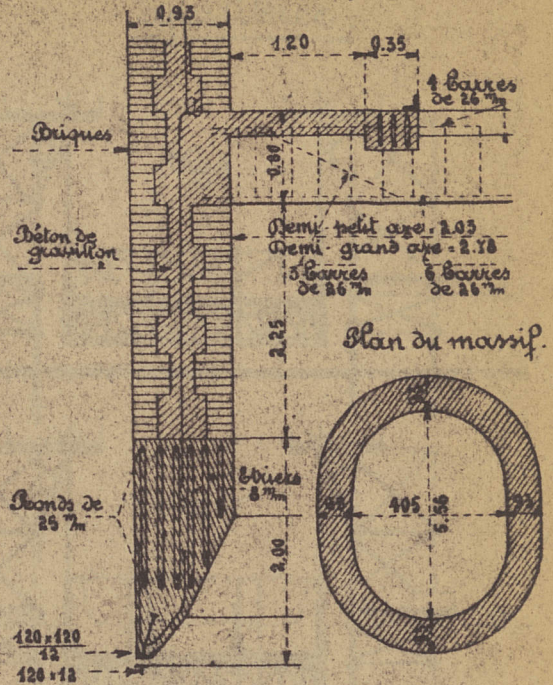 0.93
1.20
0.35
4 barres
de 26 m/m
Briques
0.80
Béton de
gravillon
Demi petit axe = 2.03
Demi grand axe = 2.78
6 barres
de 26 m/m
de 26 m/m
2.25
Plan du massif.
Etriers
8 m/m
Ronds de
25 m/m
405
5.56
2.00
120 × 120
12
120 × 12